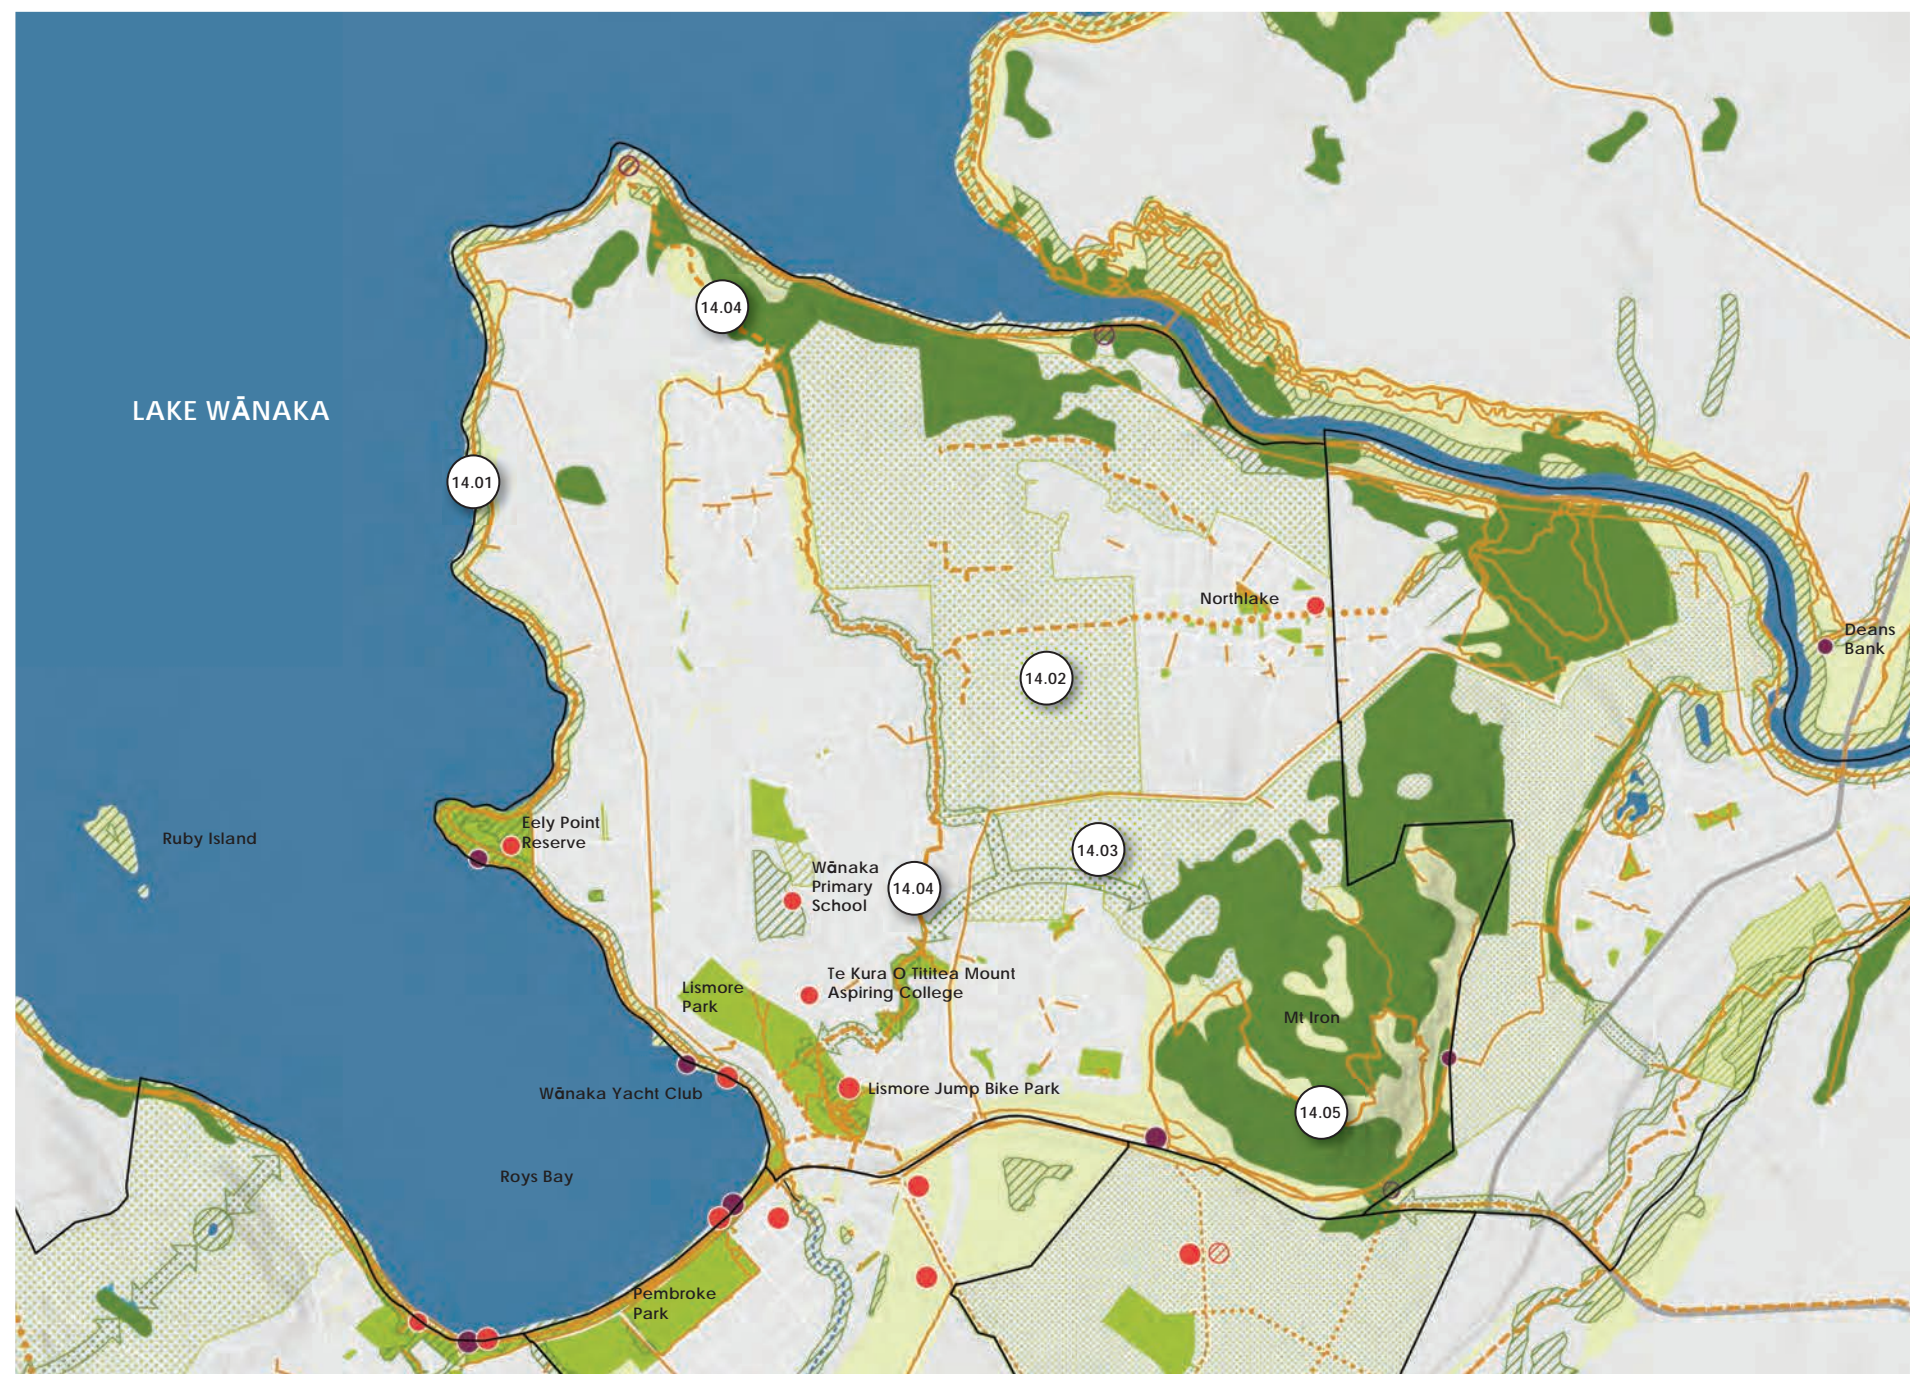 14.04
LAKE WĀNAKA
14.01
Northlake
Deans
Bank
14.02
Ruby Island
Eely Point
Reserve
14.03
Wānaka
Primary
School
14.04
Te Kura O Tititea Mount
Aspiring College
Lismore
Park
Mt Iron
Wānaka Yacht Club
Lismore Jump Bike Park
14.05
Roys Bay
Pembroke
Park